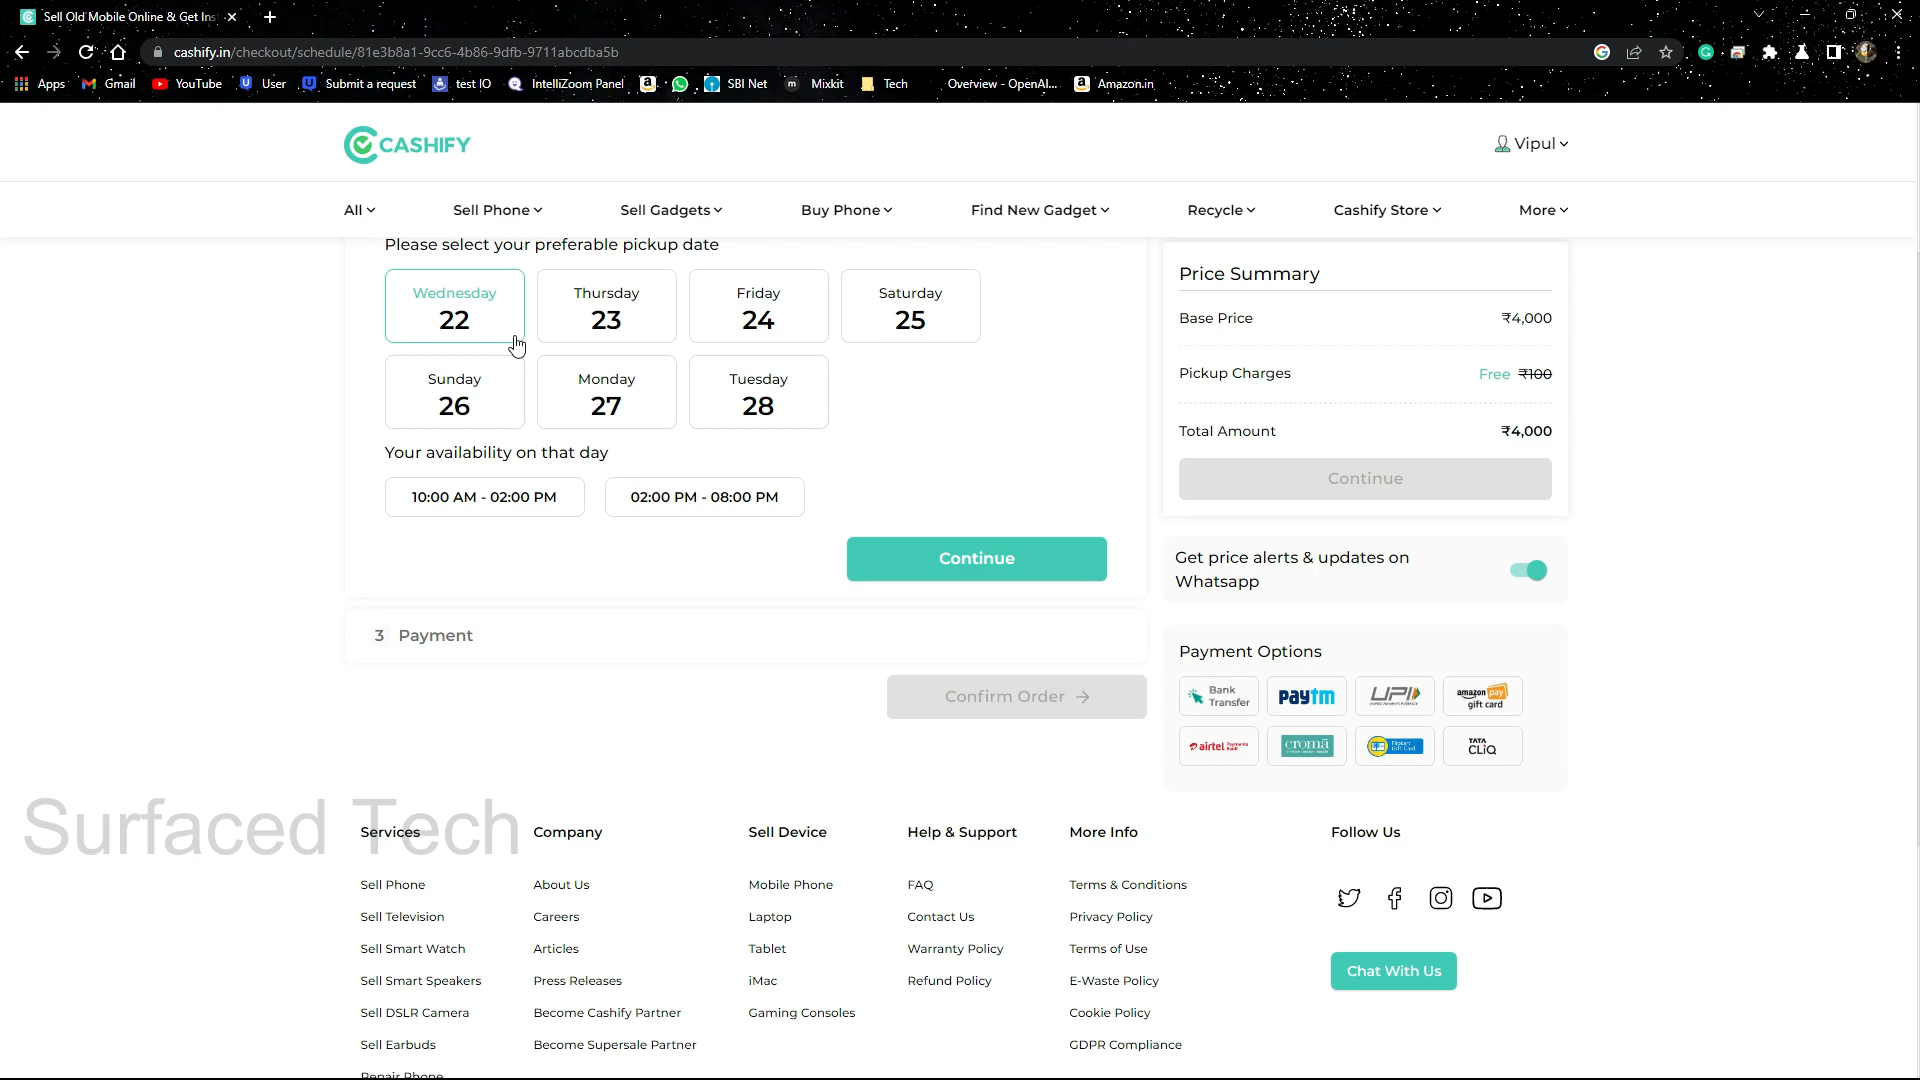 Sell Old Mobile Online & Get Ins
cashify.in/checkout/schedule/81e3b8a1-9cc6-4b86-9dfb-9711abcdba5b
Apps Gmail YouTube User Submit a request test IO IntelliZoom Panel SBI Net Mixkit Tech Overview - OpenAI... Amazon.in
CASHIFY
Vipul
All Sell Phone Sell Gadgets Buy Phone Find New Gadget Recycle Cashify Store More
Please select your preferable pickup date
Wednesday Thursday Friday Saturday
22 23 24 25
Sunday Monday Tuesday
26 27 28
Your availability on that day
10:00 AM - 02:00 PM 02:00 PM - 08:00 PM
Continue
3 Payment
Confirm Order →
Price Summary
Base Price ₹4,000
Pickup Charges Free ₹100
Total Amount ₹4,000
Continue
Get price alerts & updates on
Whatsapp
Payment Options
Bank Transfer paytm UPI amazon pay gift card
airtel Payments Bank croma Flipkart Gift Card TATA CLiQ
Surfaced Tech
Services Company Sell Device Help & Support More Info Follow Us
Sell Phone About Us Mobile Phone FAQ Terms & Conditions
Sell Television Careers Laptop Contact Us Privacy Policy
Sell Smart Watch Articles Tablet Warranty Policy Terms of Use
Sell Smart Speakers Press Releases iMac Refund Policy E-Waste Policy
Chat With Us
Sell DSLR Camera Become Cashify Partner Gaming Consoles Cookie Policy
Sell Earbuds Become Supersale Partner GDPR Compliance
Repair Phone